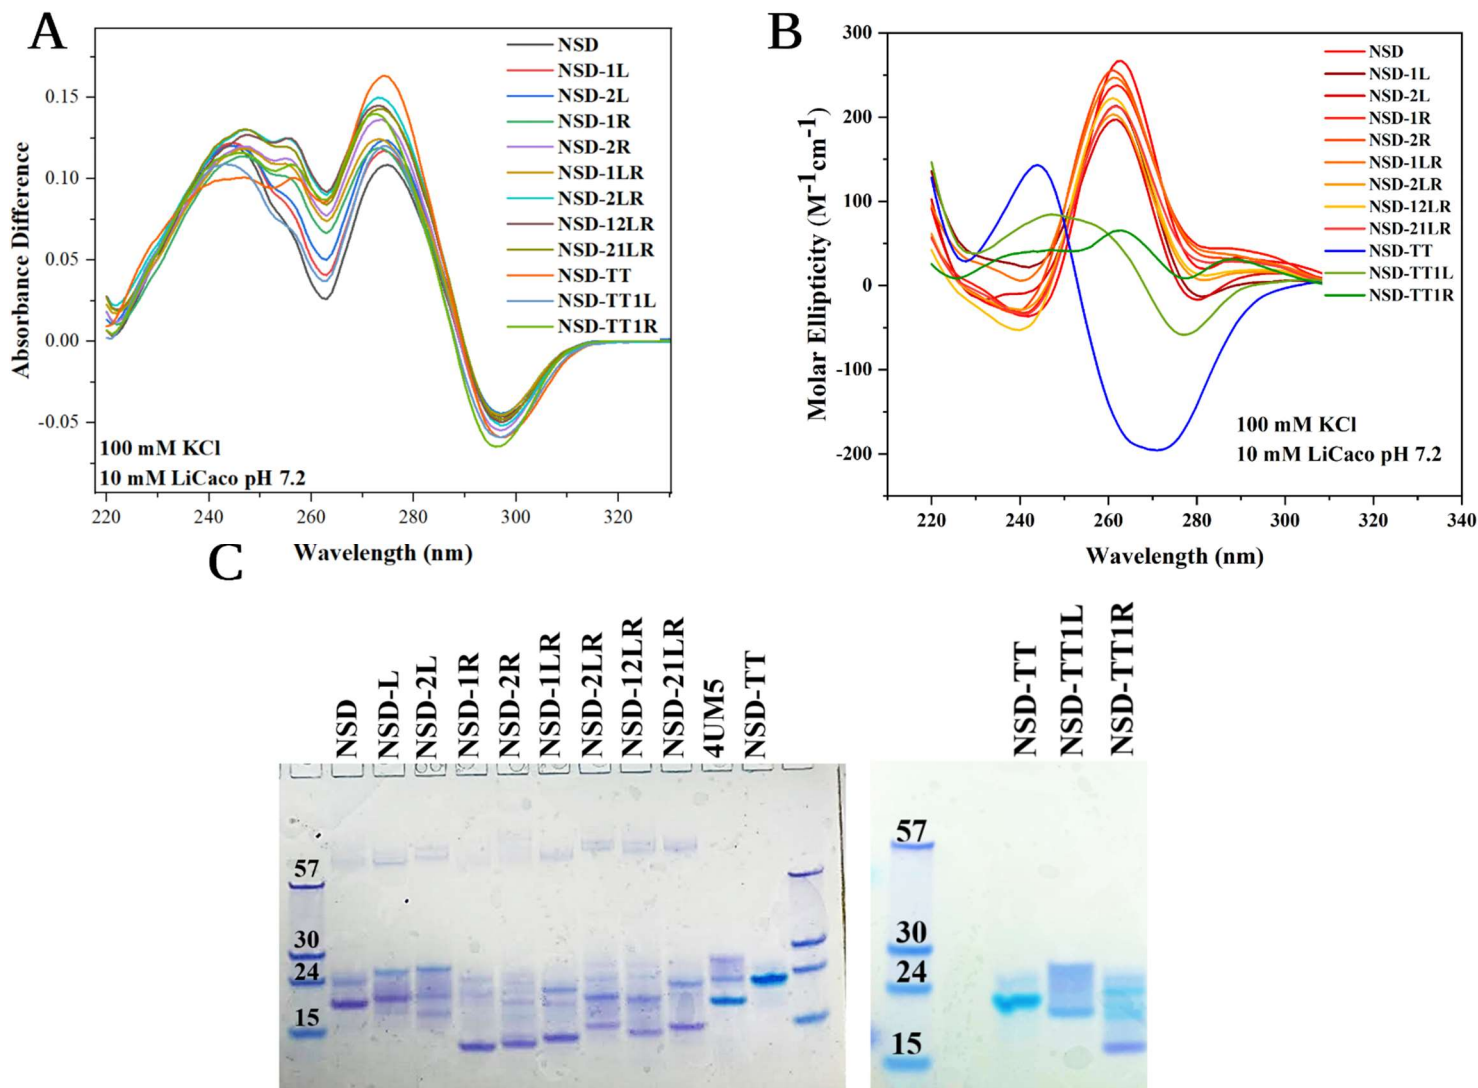 A
Absorbance Difference
0.15
0.10
0.05
0.00
-0.05
NSD
NSD-1L
NSD-2L
NSD-1R
NSD-2R
NSD-1LR
NSD-2LR
NSD-12LR
NSD-21LR
NSD-TT
NSD-TT1L
NSD-TT1R
100 mM KCl
10 mM LiCaco pH 7.2
220 240 260 280 300 320
Wavelength (nm)
B
Molar Ellipticity (M⁻¹cm⁻¹)
300
200
100
0
-100
-200
NSD
NSD-1L
NSD-2L
NSD-1R
NSD-2R
NSD-1LR
NSD-2LR
NSD-12LR
NSD-21LR
NSD-TT
NSD-TT1L
NSD-TT1R
100 mM KCl
10 mM LiCaco pH 7.2
220 240 260 280 300 320 340
Wavelength (nm)
C
NSD
NSD-L
NSD-2L
NSD-1R
NSD-2R
NSD-1LR
NSD-2LR
NSD-12LR
NSD-21LR
4UM5
NSD-TT
57
30
24
15
NSD-TT
NSD-TT1L
NSD-TT1R
57
30
24
15